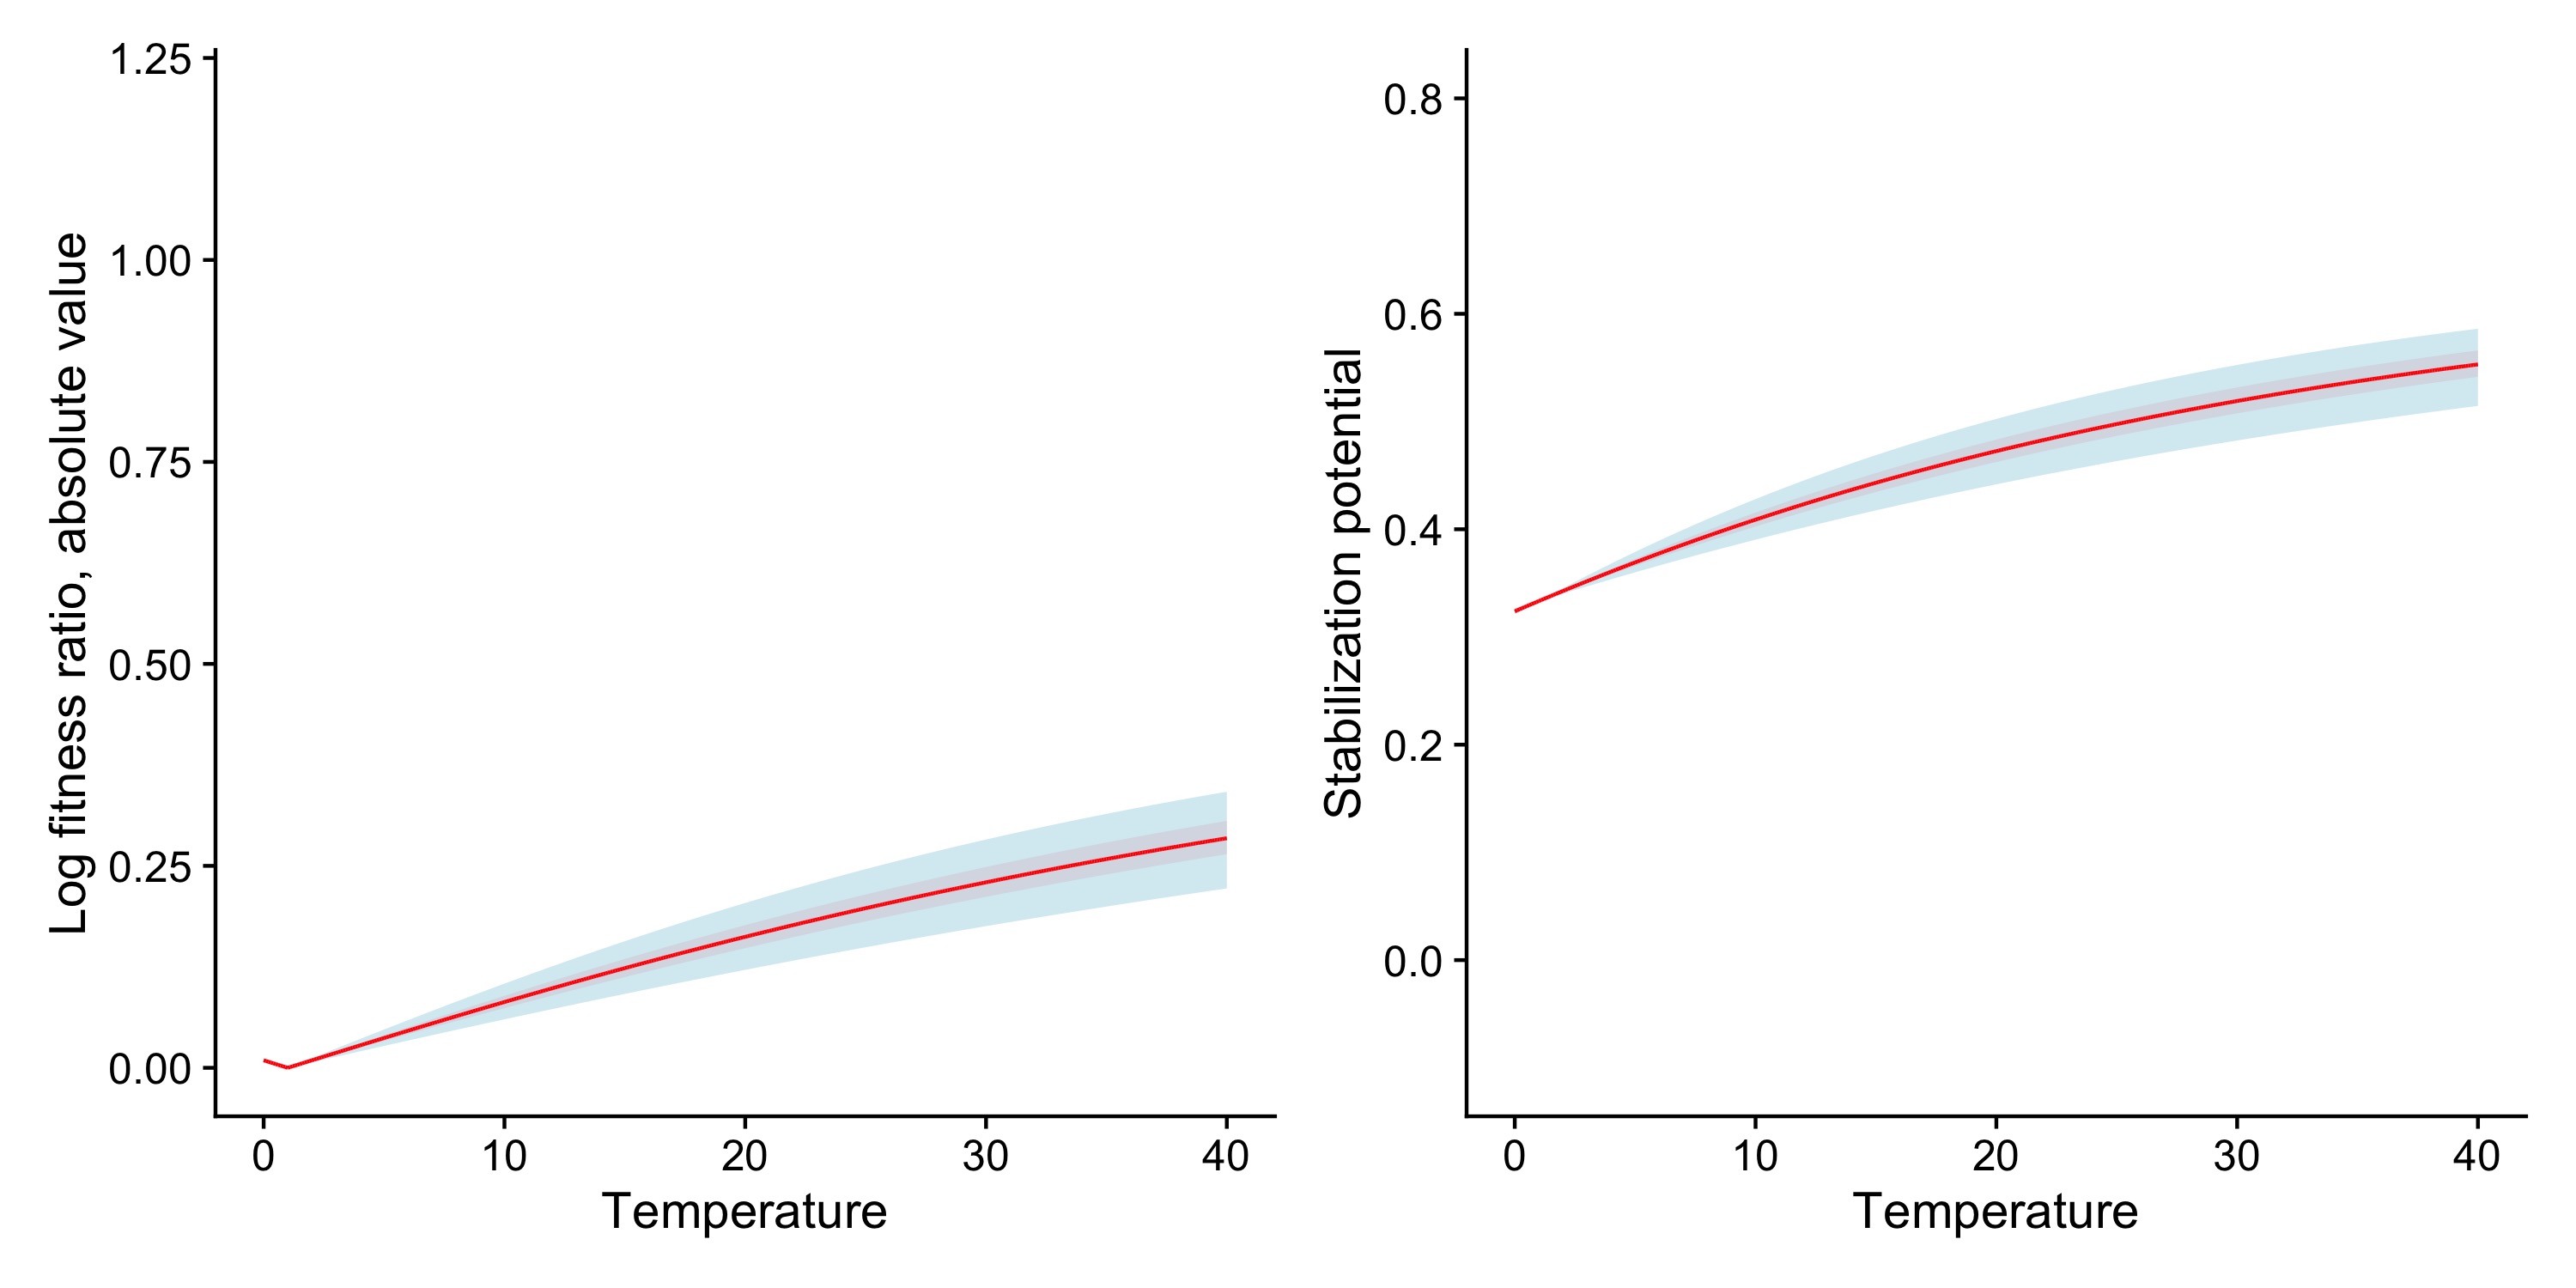 Log fitness ratio, absolute value
1.25
1.00
0.75
0.50
0.25
0.00
0 10 20 30 40
Temperature
Stabilization potential
0.8
0.6
0.4
0.2
0.0
0 10 20 30 40
Temperature